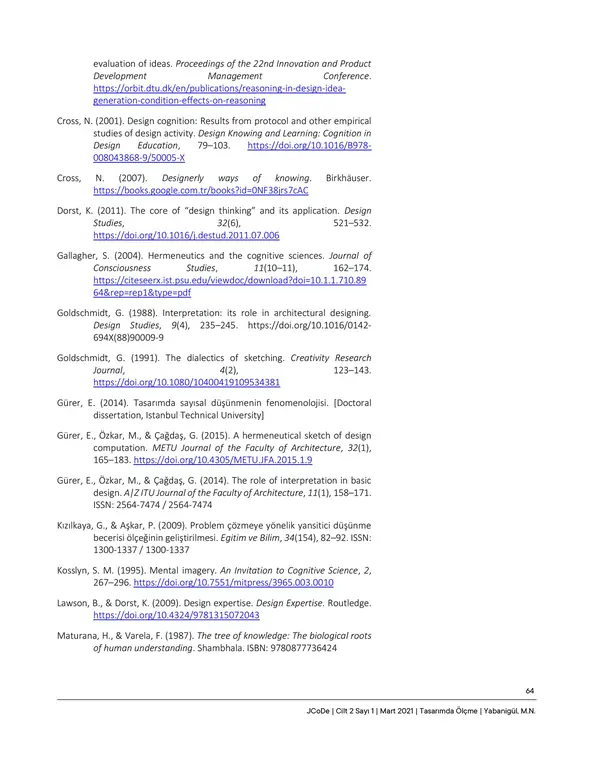 evaluation of ideas. Proceedings of the 22nd Innovation and Product
Development Management Conference.
https://orbit.dtu.dk/en/publications/reasoning-in-design-idea-
generation-condition-effects-on-reasoning
Cross, N. (2001). Design cognition: Results from protocol and other empirical
studies of design activity. Design Knowing and Learning: Cognition in
Design Education, 79–103. https://doi.org/10.1016/B978-
008043868-9/50005-X
Cross, N. (2007). Designerly ways of knowing. Birkhäuser.
https://books.google.com.tr/books?id=0NF38jrs7cAC
Dorst, K. (2011). The core of “design thinking” and its application. Design
Studies, 32(6), 521–532.
https://doi.org/10.1016/j.destud.2011.07.006
Gallagher, S. (2004). Hermeneutics and the cognitive sciences. Journal of
Consciousness Studies, 11(10–11), 162–174.
https://citeseerx.ist.psu.edu/viewdoc/download?doi=10.1.1.710.89
64&rep=rep1&type=pdf
Goldschmidt, G. (1988). Interpretation: its role in architectural designing.
Design Studies, 9(4), 235–245. https://doi.org/10.1016/0142-
694X(88)90009-9
Goldschmidt, G. (1991). The dialectics of sketching. Creativity Research
Journal, 4(2), 123–143.
https://doi.org/10.1080/10400419109534381
Gürer, E. (2014). Tasarımda sayısal düşünmenin fenomenolojisi. [Doctoral
dissertation, Istanbul Technical University]
Gürer, E., Özkar, M., & Çağdaş, G. (2015). A hermeneutical sketch of design
computation. METU Journal of the Faculty of Architecture, 32(1),
165–183. https://doi.org/10.4305/METU.JFA.2015.1.9
Gürer, E., Özkar, M., & Çağdaş, G. (2014). The role of interpretation in basic
design. A|Z ITU Journal of the Faculty of Architecture, 11(1), 158–171.
ISSN: 2564-7474 / 2564-7474
Kızılkaya, G., & Aşkar, P. (2009). Problem çözmeye yönelik yansitici düşünme
becerisi ölçeğinin geliştirilmesi. Egitim ve Bilim, 34(154), 82–92. ISSN:
1300-1337 / 1300-1337
Kosslyn, S. M. (1995). Mental imagery. An Invitation to Cognitive Science, 2,
267–296. https://doi.org/10.7551/mitpress/3965.003.0010
Lawson, B., & Dorst, K. (2009). Design expertise. Design Expertise. Routledge.
https://doi.org/10.4324/9781315072043
Maturana, H., & Varela, F. (1987). The tree of knowledge: The biological roots
of human understanding. Shambhala. ISBN: 9780877736424
64
JCoDe | Cilt 2 Sayı 1 | Mart 2021 | Tasarımda Ölçme | Yabanigül, M.N.